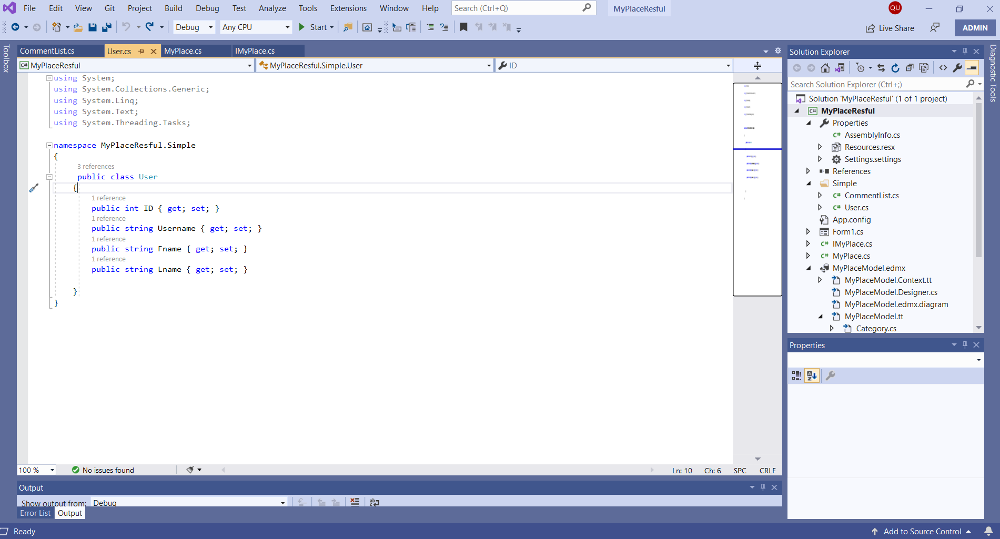 File Edit View Git Project Build Debug Test Analyze Tools Extensions Window Help Search (Ctrl+Q) MyPlaceResful QU
Debug Any CPU Start Live Share ADMIN
Toolbox
CommentList.cs User.cs MyPlace.cs IMyPlace.cs
C# MyPlaceResful MyPlaceResful.Simple.User ID
using System;
using System.Collections.Generic;
using System.Linq;
using System.Text;
using System.Threading.Tasks;
namespace MyPlaceResful.Simple
{
3 references
public class User
{
1 reference
public int ID { get; set; }
1 reference
public string Username { get; set; }
1 reference
public string Fname { get; set; }
1 reference
public string Lname { get; set; }
}
}
100 % No issues found Ln: 10 Ch: 6 SPC CRLF
Output
Show output from: Debug
Error List Output
Solution Explorer
Search Solution Explorer (Ctrl+;)
Solution 'MyPlaceResful' (1 of 1 project)
C# MyPlaceResful
Properties
C# AssemblyInfo.cs
Resources.resx
Settings.settings
References
Simple
C# CommentList.cs
C# User.cs
App.config
Form1.cs
C# IMyPlace.cs
C# MyPlace.cs
MyPlaceModel.edmx
MyPlaceModel.Context.tt
MyPlaceModel.Designer.cs
MyPlaceModel.edmx.diagram
MyPlaceModel.tt
Category.cs
Properties
Diagnostic Tools
Ready Add to Source Control